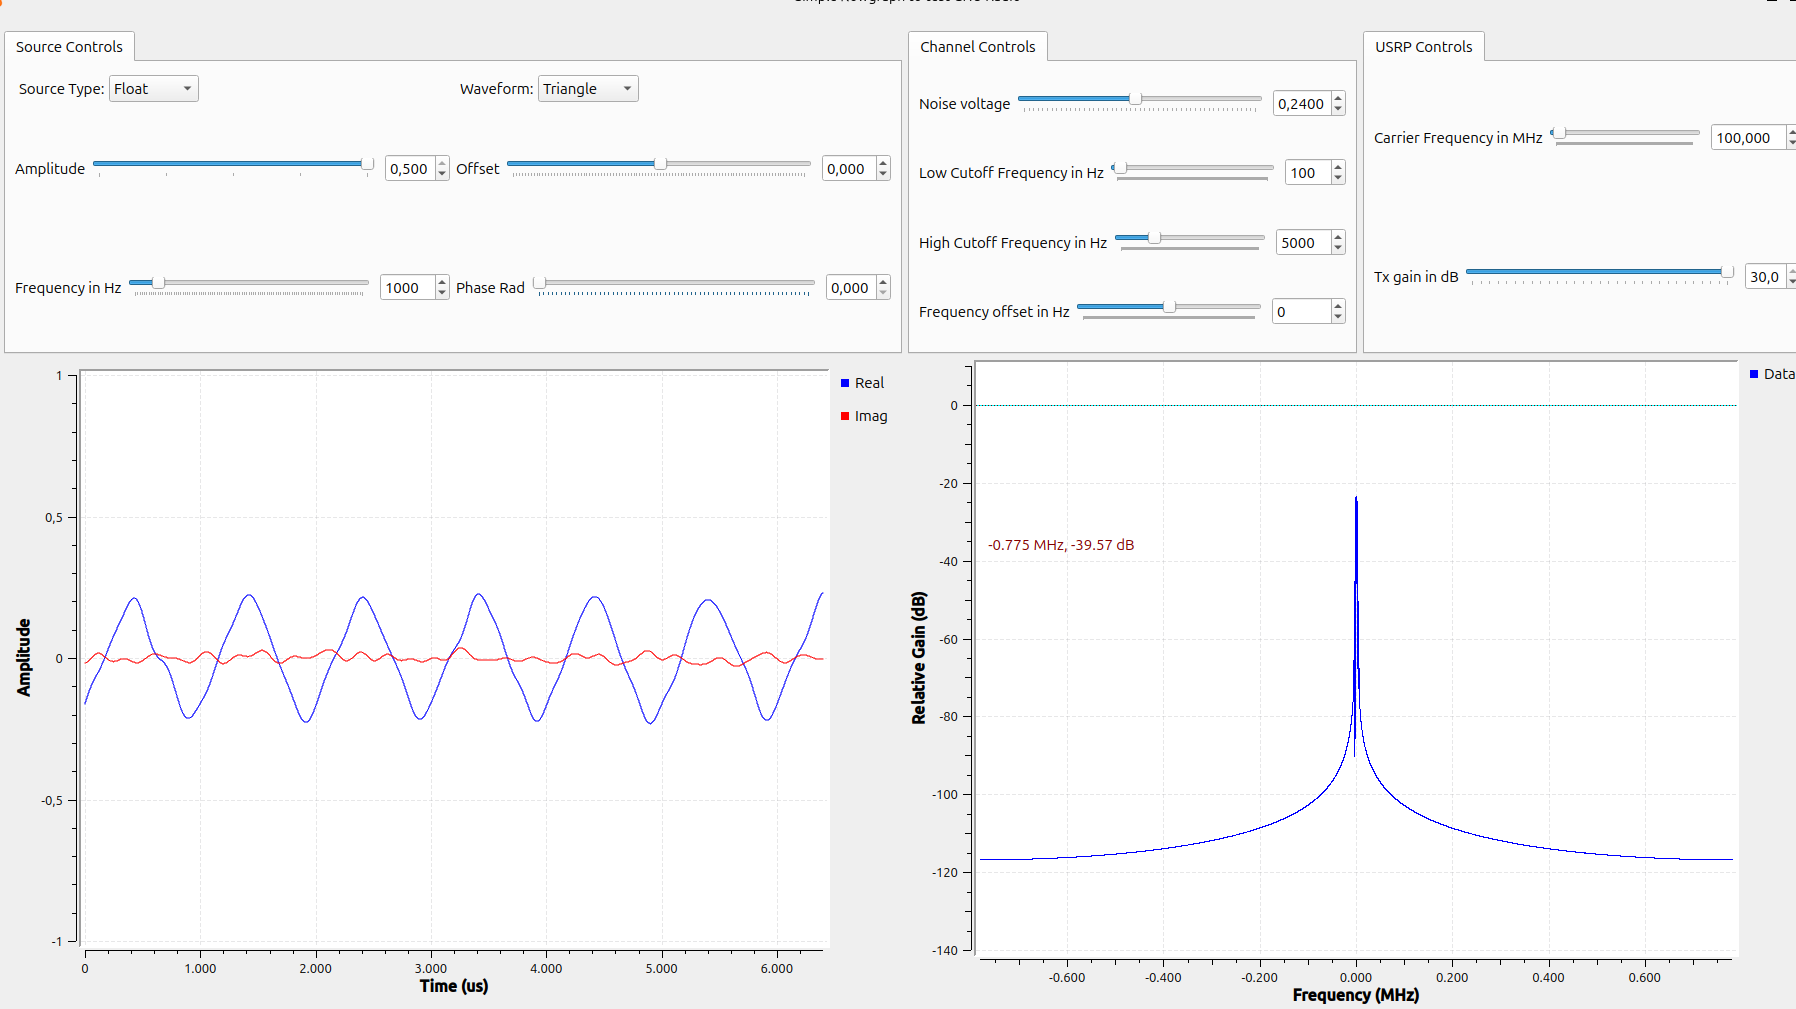 Source Controls
Source Type: Float
Waveform: Triangle
Amplitude 0,500
Offset 0,000
Frequency in Hz 1000
Phase Rad 0,000
Channel Controls
Noise voltage 0,2400
Low Cutoff Frequency in Hz 100
High Cutoff Frequency in Hz 5000
Frequency offset in Hz 0
USRP Controls
Carrier Frequency in MHz 100,000
Tx gain in dB 30,0
1
0,5
0
-0,5
-1
Amplitude
0 1.000 2.000 3.000 4.000 5.000 6.000
Time (us)
Real
Imag
0
-20
-40
-60
-80
-100
-120
-140
Relative Gain (dB)
-0.775 MHz, -39.57 dB
-0.600 -0.400 -0.200 0.000 0.200 0.400 0.600
Frequency (MHz)
Data